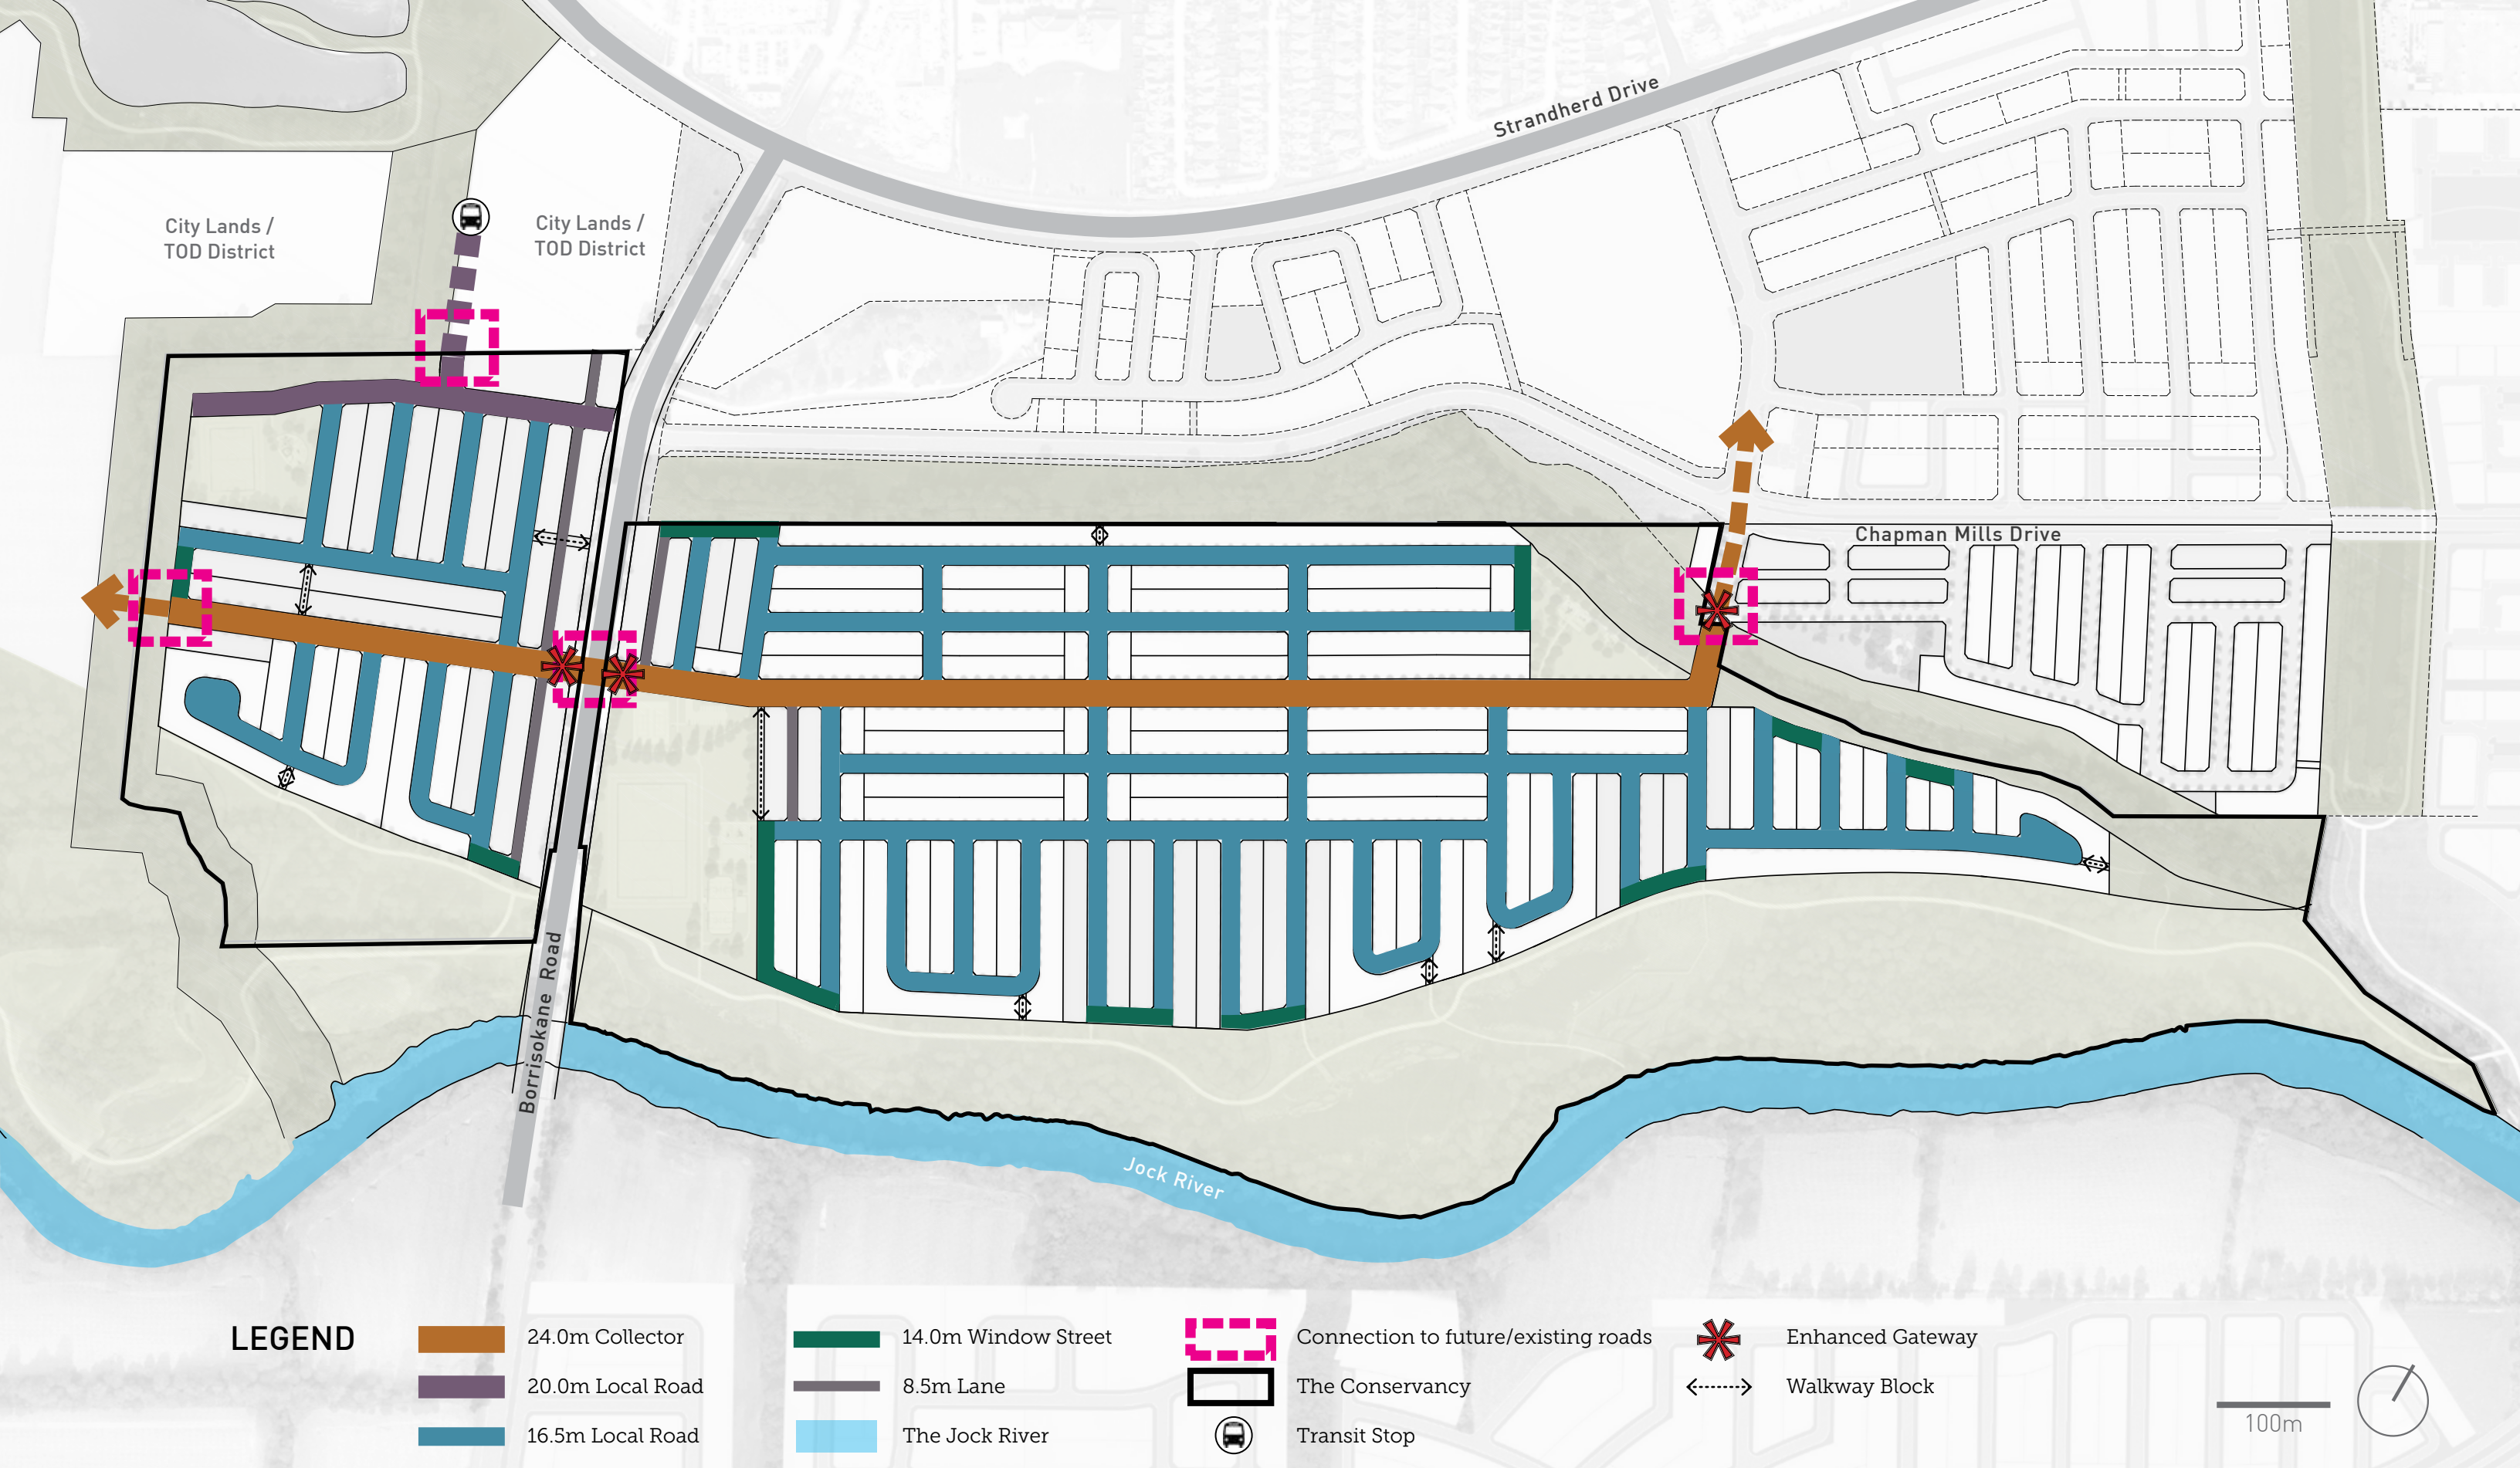 Strandherd Drive
City Lands /
TOD District
City Lands /
TOD District
Chapman Mills Drive
Borrisokane Road
Jock River
LEGEND
24.0m Collector
20.0m Local Road
16.5m Local Road
14.0m Window Street
8.5m Lane
The Jock River
Connection to future/existing roads
The Conservancy
Transit Stop
Enhanced Gateway
Walkway Block
100m